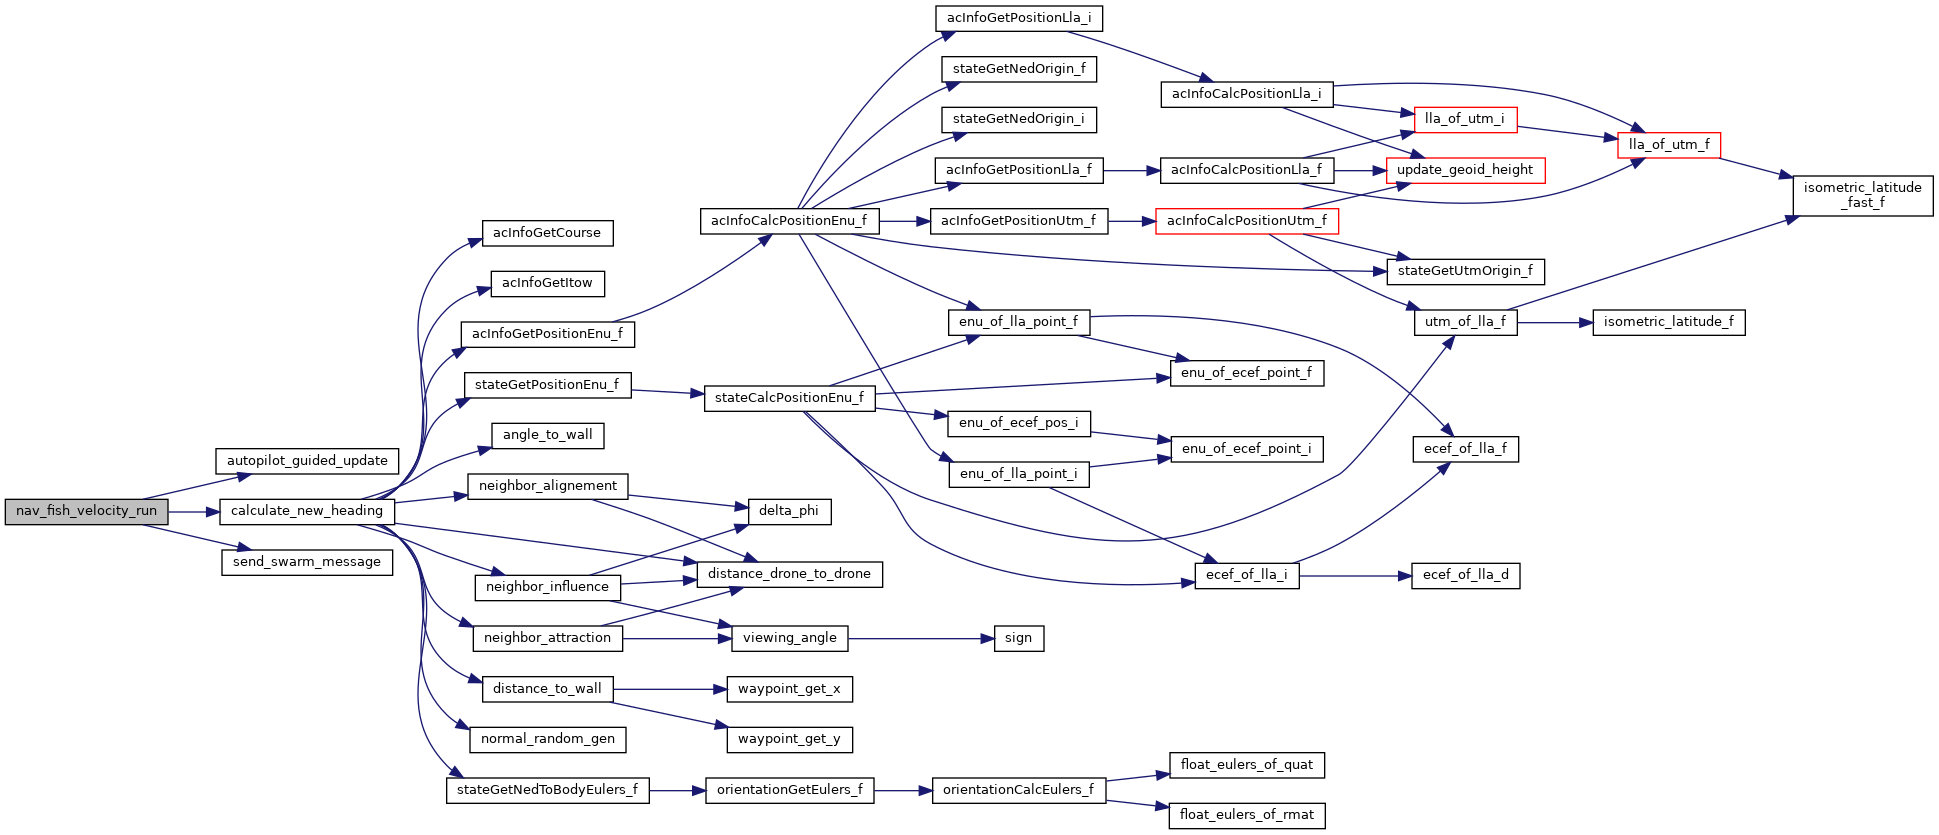 nav_fish_velocity_run
autopilot_guided_update
calculate_new_heading
send_swarm_message
acInfoGetCourse
acInfoGetItow
acInfoGetPositionEnu_f
stateGetPositionEnu_f
angle_to_wall
neighbor_alignement
neighbor_influence
neighbor_attraction
distance_to_wall
normal_random_gen
stateGetNedToBodyEulers_f
acInfoCalcPositionEnu_f
stateCalcPositionEnu_f
delta_phi
distance_drone_to_drone
viewing_angle
waypoint_get_x
waypoint_get_y
orientationGetEulers_f
acInfoGetPositionLla_i
stateGetNedOrigin_f
stateGetNedOrigin_i
acInfoGetPositionLla_f
acInfoGetPositionUtm_f
enu_of_lla_point_f
enu_of_ecef_pos_i
enu_of_lla_point_i
sign
orientationCalcEulers_f
acInfoCalcPositionLla_i
acInfoCalcPositionLla_f
acInfoCalcPositionUtm_f
enu_of_ecef_point_f
enu_of_ecef_point_i
ecef_of_lla_i
float_eulers_of_quat
float_eulers_of_rmat
lla_of_utm_i
update_geoid_height
stateGetUtmOrigin_f
utm_of_lla_f
ecef_of_lla_f
ecef_of_lla_d
lla_of_utm_f
isometric_latitude_f
isometric_latitude
_fast_f